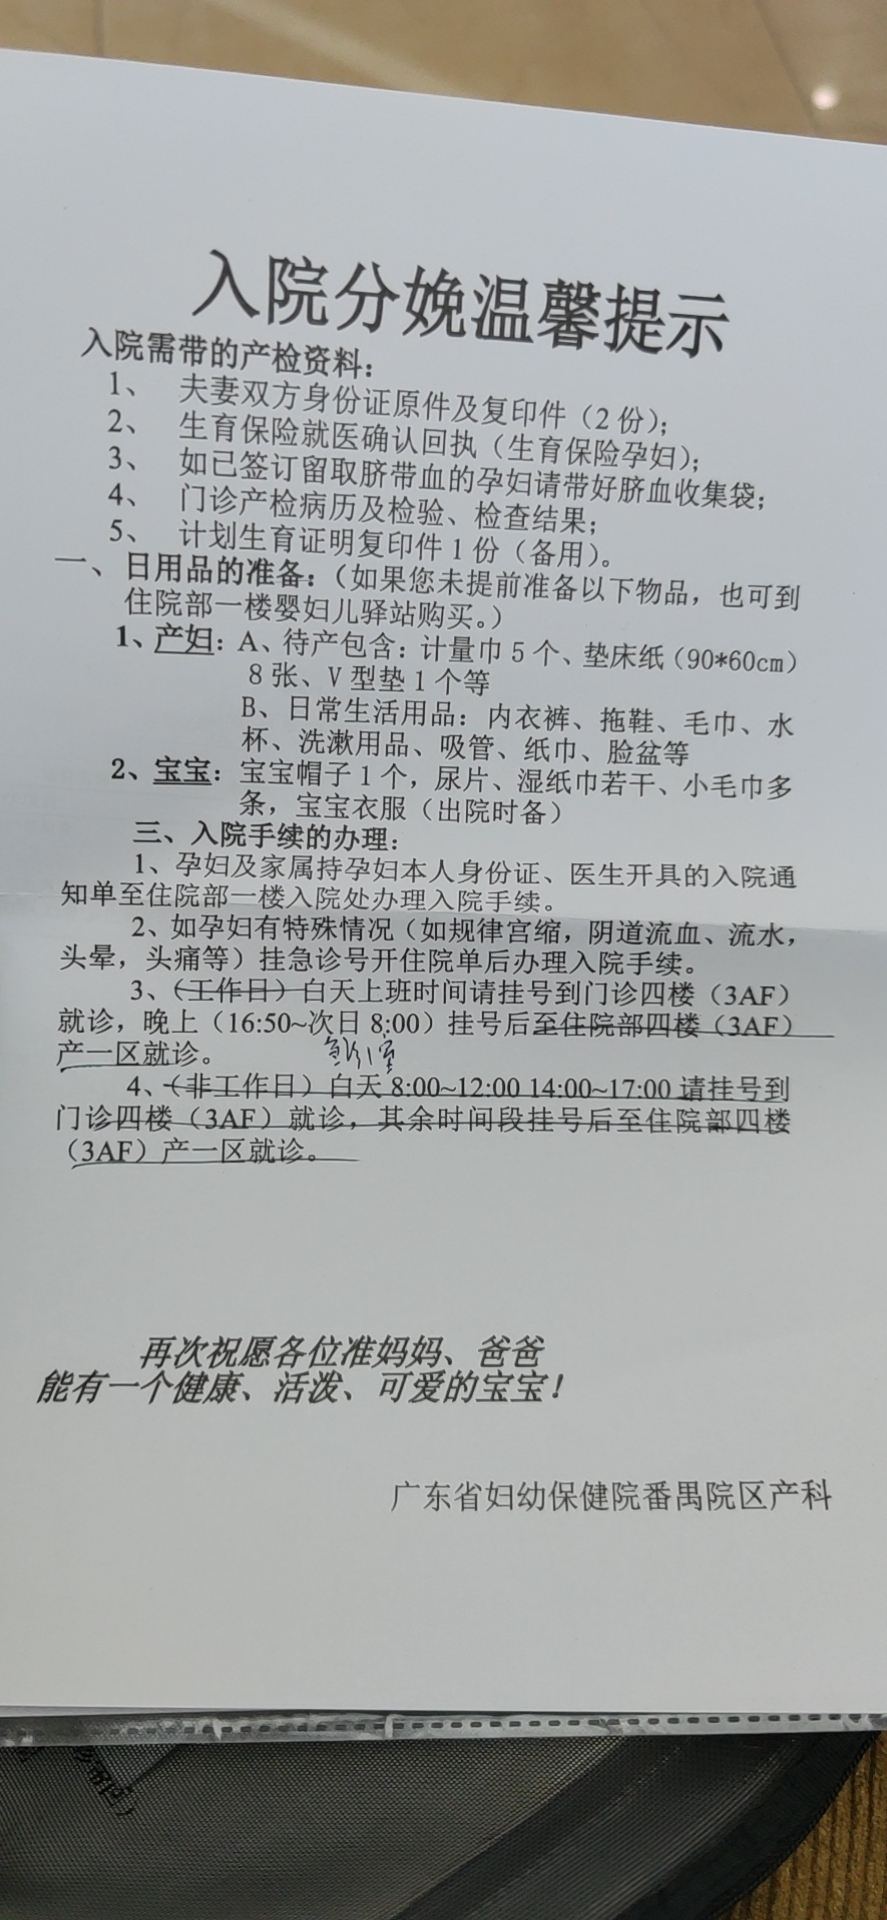 入院分娩温馨提示
入院需带的产检资料：
1、 夫妻双方身份证原件及复印件（2 份）；
2、 生育保险就医确认回执（生育保险孕妇）；
3、 如已签订留取脐带血的孕妇请带好脐血收集袋；
4、 门诊产检病历及检验、检查结果；
5、 计划生育证明复印件 1 份（备用）。
一、日用品的准备：（如果您未提前准备以下物品，也可到
住院部一楼婴妇儿驿站购买。）
1、产妇：A、待产包含：计量巾 5 个、垫床纸（90*60cm）
8 张、V 型垫 1 个等
B、日常生活用品：内衣裤、拖鞋、毛巾、水
杯、洗漱用品、吸管、纸巾、脸盆等
2、宝宝：宝宝帽子 1 个，尿片、湿纸巾若干、小毛巾多
条，宝宝衣服（出院时备）
三、入院手续的办理：
1、孕妇及家属持孕妇本人身份证、医生开具的入院通
知单至住院部一楼入院处办理入院手续。
2、如孕妇有特殊情况（如规律宫缩，阴道流血、流水，
头晕，头痛等）挂急诊号开住院单后办理入院手续。
3、（工作日）白天上班时间请挂号到门诊四楼（3AF）
就诊，晚上（16:50~次日 8:00）挂号后至住院部四楼（3AF）
产一区就诊。 急诊室
4、（非工作日）白天 8:00~12:00 14:00~17:00 请挂号到
门诊四楼（3AF）就诊，其余时间段挂号后至住院部四楼
（3AF）产一区就诊。
再次祝愿各位准妈妈、爸爸
能有一个健康、活泼、可爱的宝宝！
广东省妇幼保健院番禺院区产科